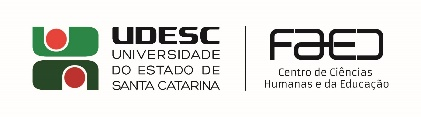 UDESC
UNIVERSIDADE
DO ESTADO DE
SANTA CATARINA
FAED
Centro de Ciências
Humanas e da Educação